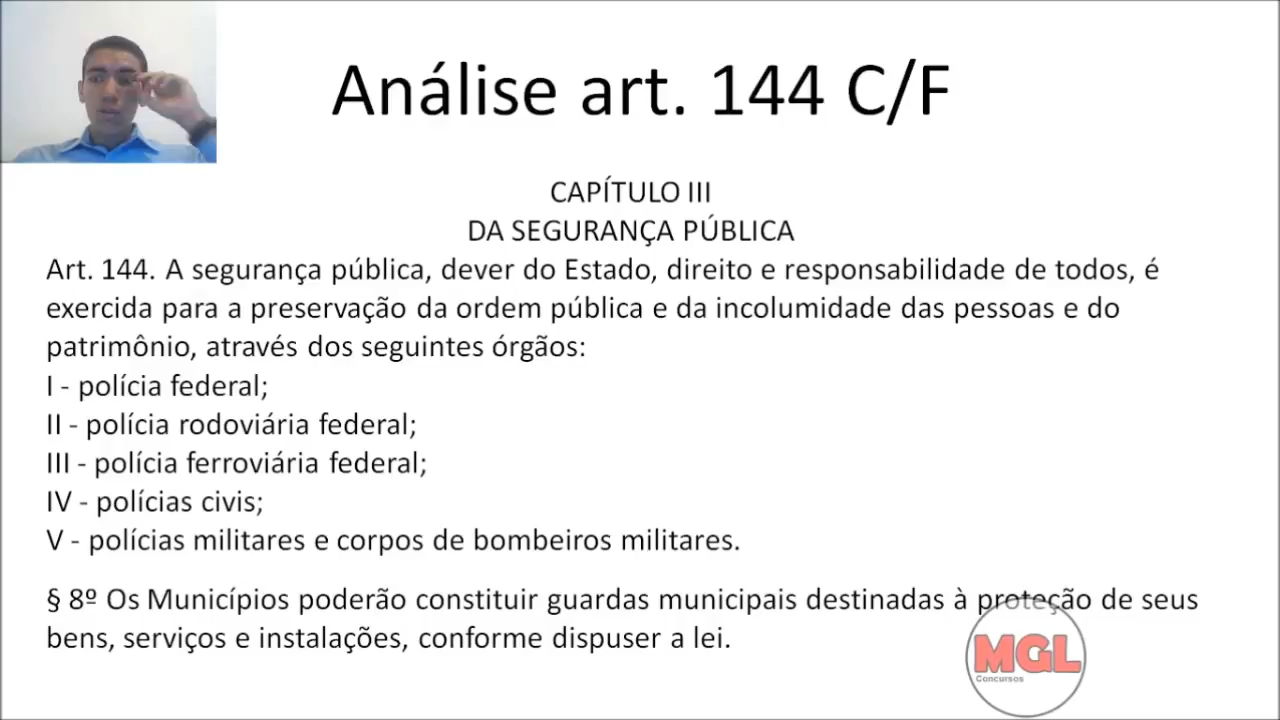 Análise art. 144 C/F
CAPÍTULO III
DA SEGURANÇA PÚBLICA
Art. 144. A segurança pública, dever do Estado, direito e responsabilidade de todos, é
exercida para a preservação da ordem pública e da incolumidade das pessoas e do
patrimônio, através dos seguintes órgãos:
I - polícia federal;
II - polícia rodoviária federal;
III - polícia ferroviária federal;
IV - polícias civis;
V - polícias militares e corpos de bombeiros militares.
§ 8º Os Municípios poderão constituir guardas municipais destinadas à proteção de seus
bens, serviços e instalações, conforme dispuser a lei.
MGL
Concursos